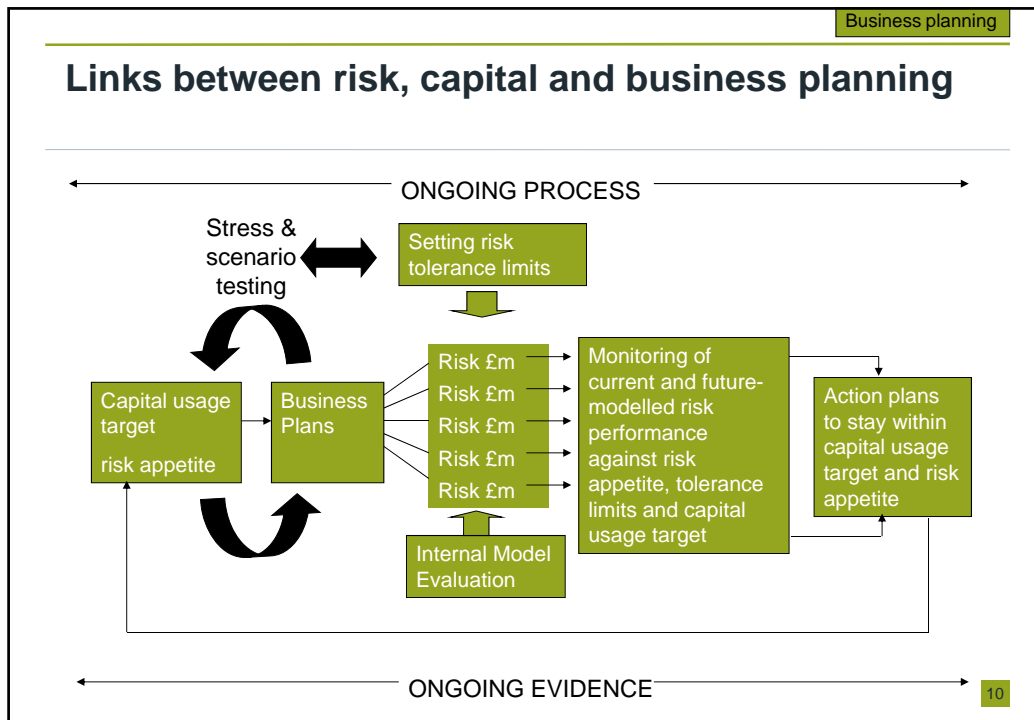 Business planning
Links between risk, capital and business planning
ONGOING PROCESS
Stress &
scenario
testing
Setting risk
tolerance limits
Capital usage
target
risk appetite
Business
Plans
Risk £m
Risk £m
Risk £m
Risk £m
Risk £m
Internal Model
Evaluation
Monitoring of
current and future-
modelled risk
performance
against risk
appetite, tolerance
limits and capital
usage target
Action plans
to stay within
capital usage
target and risk
appetite
ONGOING EVIDENCE
10